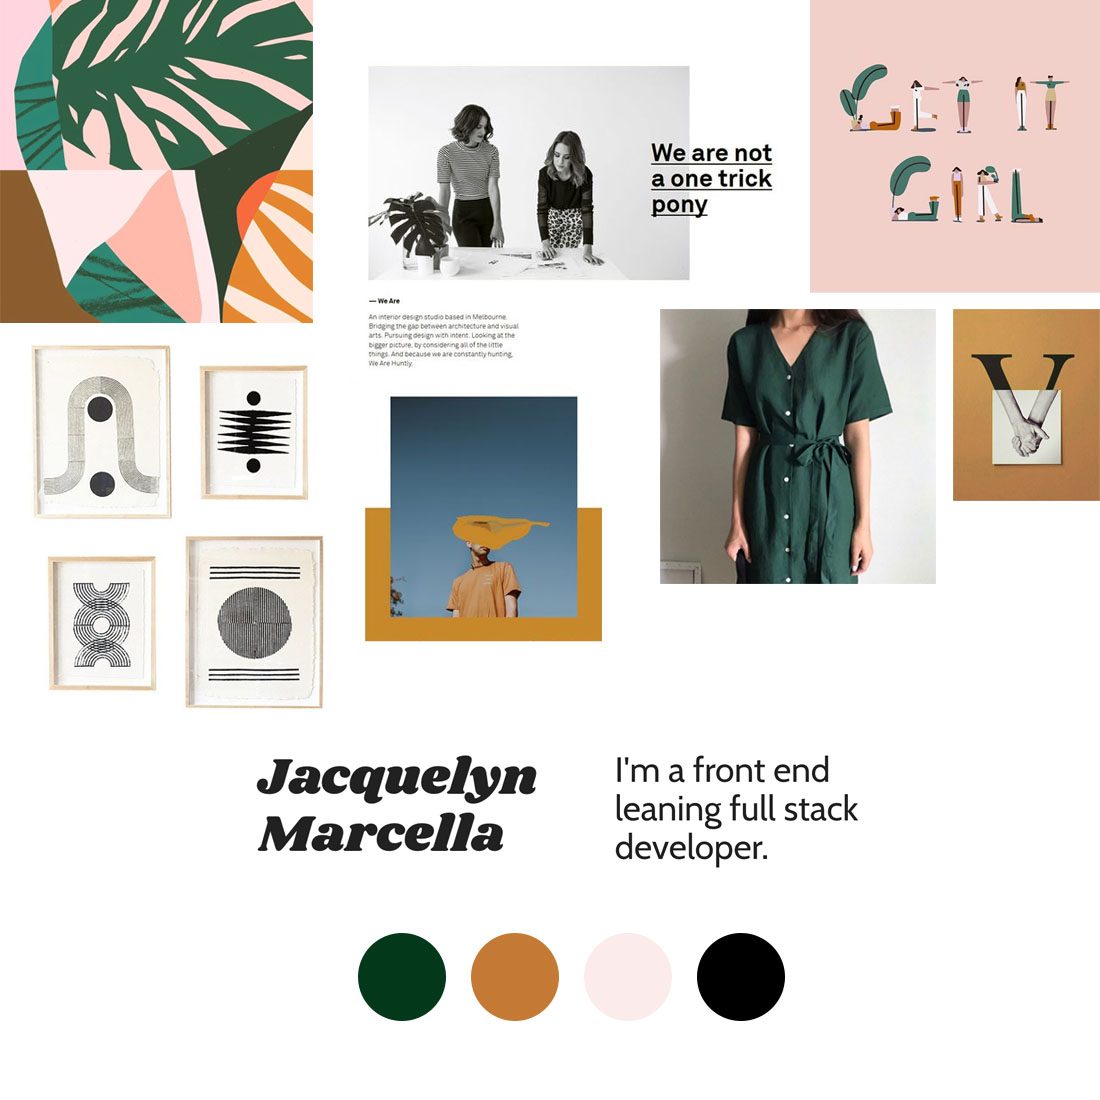 We are not
a one trick
pony
GET IT
GIRL
— We Are
An interior design studio based in Melbourne.
Bridging the gap between architecture and visual
arts. Pursuing design with intent. Looking at the
bigger picture, by considering all of the little
things. And because we are constantly hunting,
We Are Huntly.
V
Jacquelyn
Marcella
I'm a front end
leaning full stack
developer.